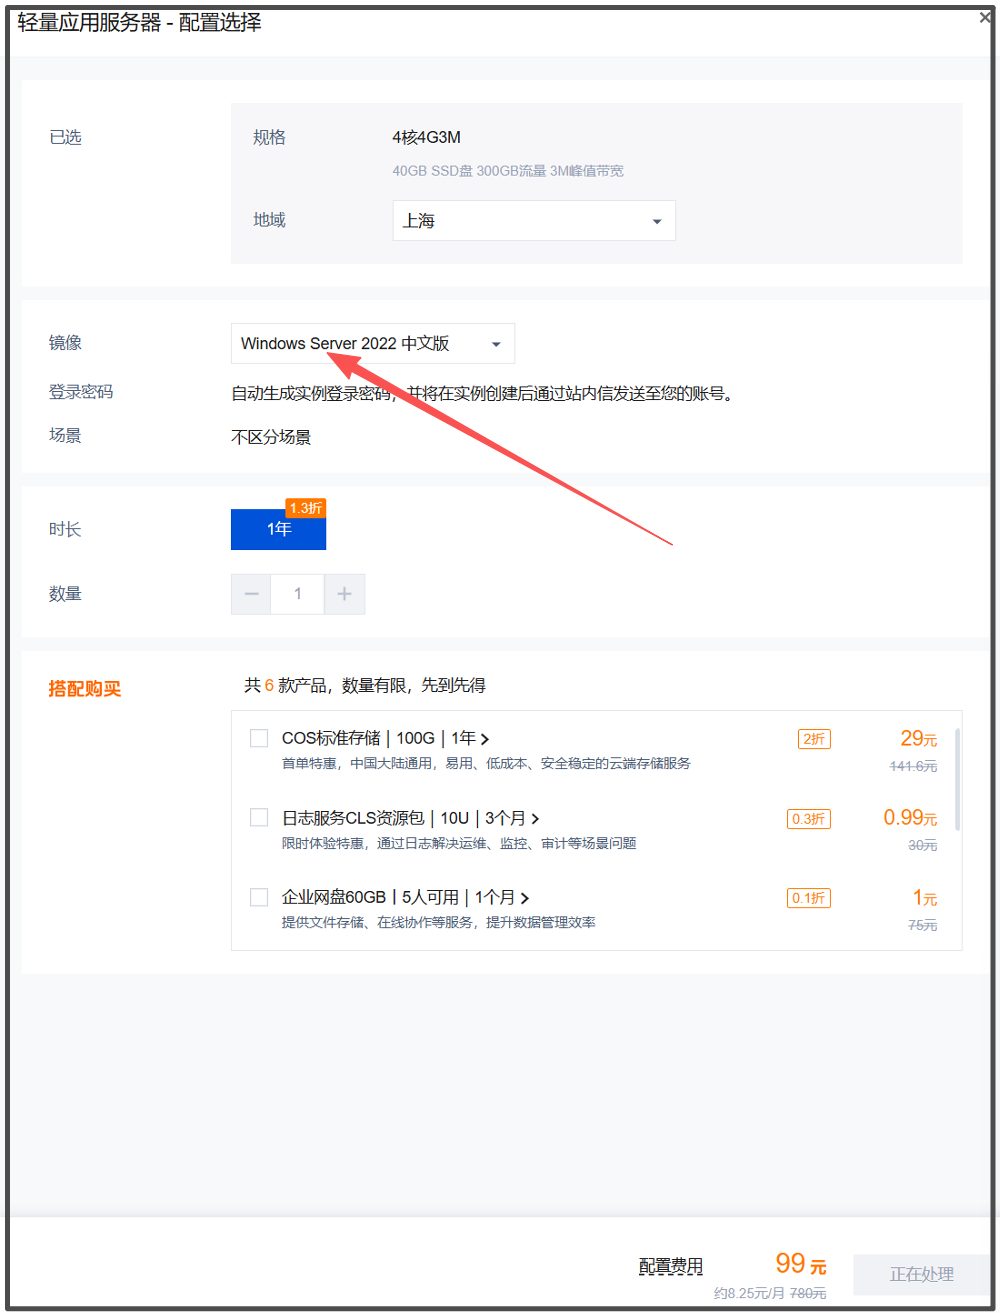 轻量应用服务器 - 配置选择
已选
规格
4核4G3M
40GB SSD盘 300GB流量 3M峰值带宽
地域
上海
镜像
Windows Server 2022 中文版
登录密码
自动生成实例登录密码，并将在实例创建后通过站内信发送至您的账号。
场景
不区分场景
时长
1.3折
1年
数量
1
搭配购买
共 6 款产品，数量有限，先到先得
COS标准存储 | 100G | 1年
2折
29元
首单特惠，中国大陆通用，易用、低成本、安全稳定的云端存储服务
141.6元
日志服务CLS资源包 | 10U | 3个月
0.3折
0.99元
限时体验特惠，通过日志解决运维、监控、审计等场景问题
30元
企业网盘60GB | 5人可用 | 1个月
0.1折
1元
提供文件存储、在线协作等服务，提升数据管理效率
75元
配置费用
99 元
约8.25元/月 780元
正在处理